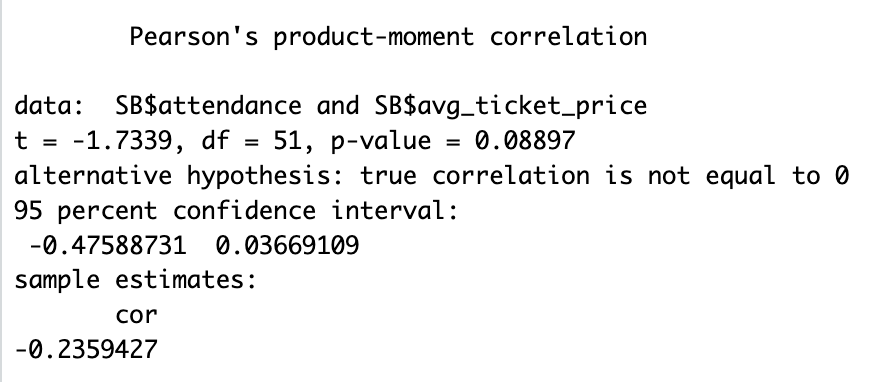 Pearson's product-moment correlation
data:  SB$attendance and SB$avg_ticket_price
t = -1.7339, df = 51, p-value = 0.08897
alternative hypothesis: true correlation is not equal to 0
95 percent confidence interval:
-0.47588731  0.03669109
sample estimates:
cor
-0.2359427